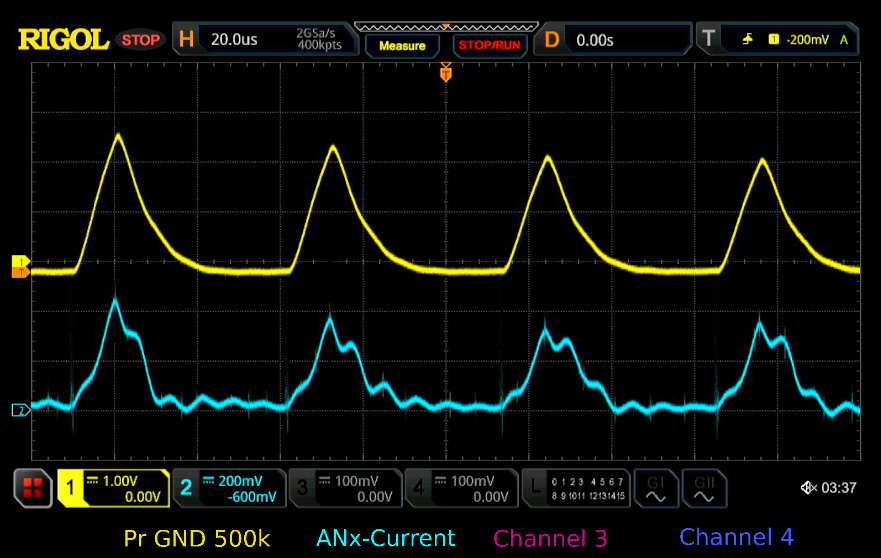 RIGOL STOP H 20.0us 2GSa/s 400kpts Measure STOP/RUN D 0.00s T 1 -200mV A
T
1
T
2
1 1.00V 0.00V 2 200mV -600mV 3 100mV 0.00V 4 100mV 0.00V L 0 1 2 3 4 5 6 7 8 9 10 11 12 13 14 15 GI GII 03:37
Pr GND 500k ANx-Current Channel 3 Channel 4